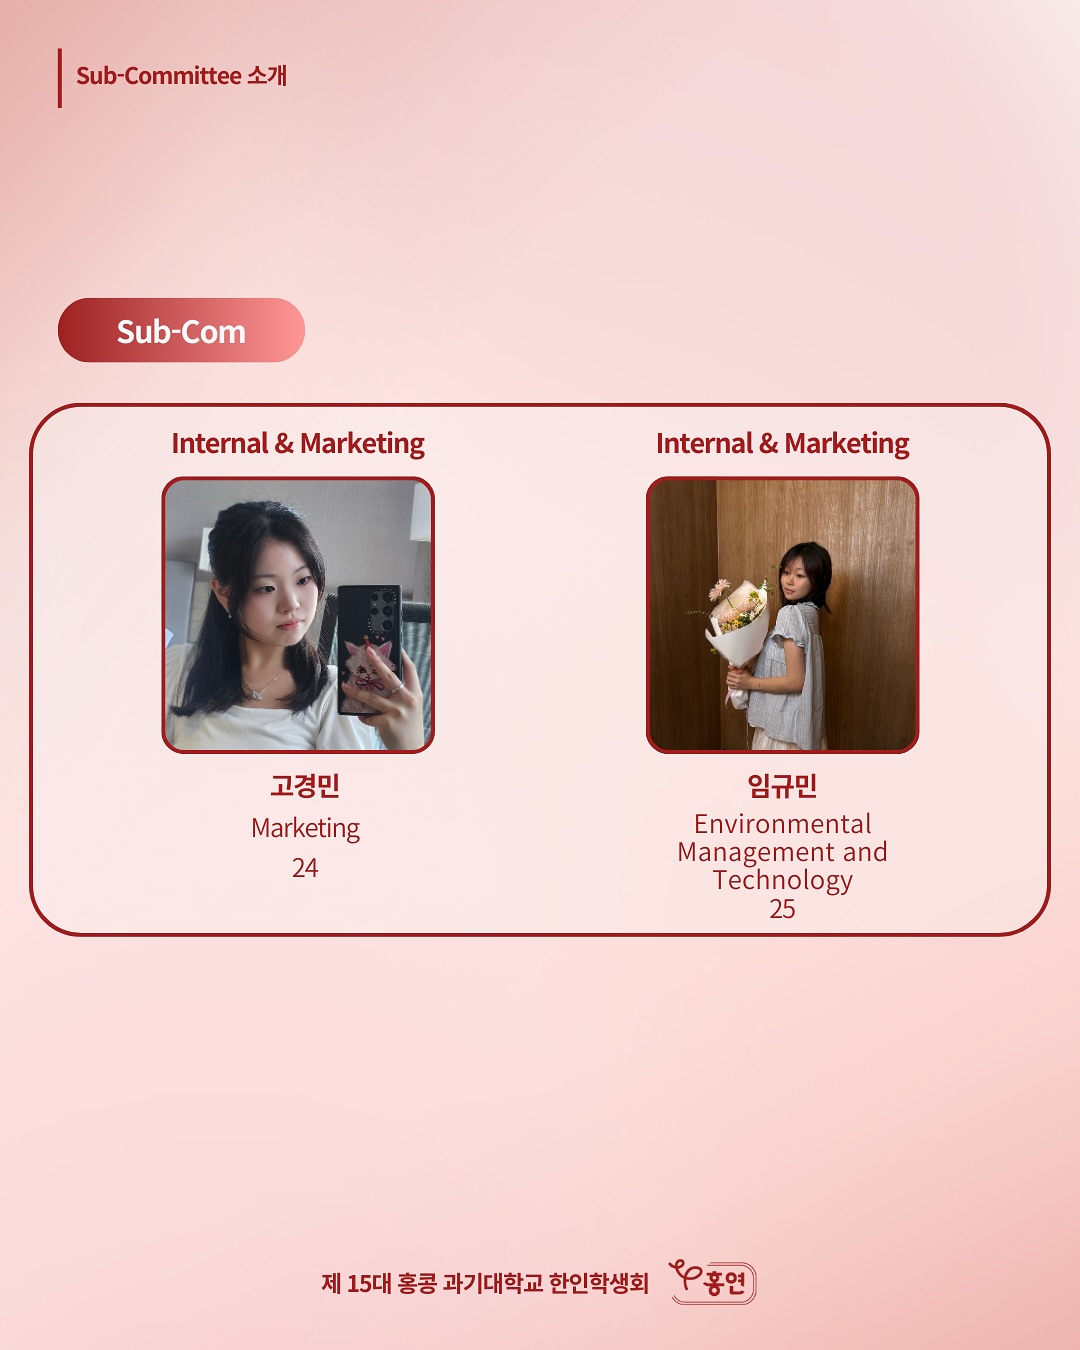 Sub-Committee 소개
Sub-Com
Internal & Marketing
고경민
Marketing
24
Internal & Marketing
임규민
Environmental
Management and
Technology
25
제 15대 홍콩 과기대학교 한인학생회
홍연